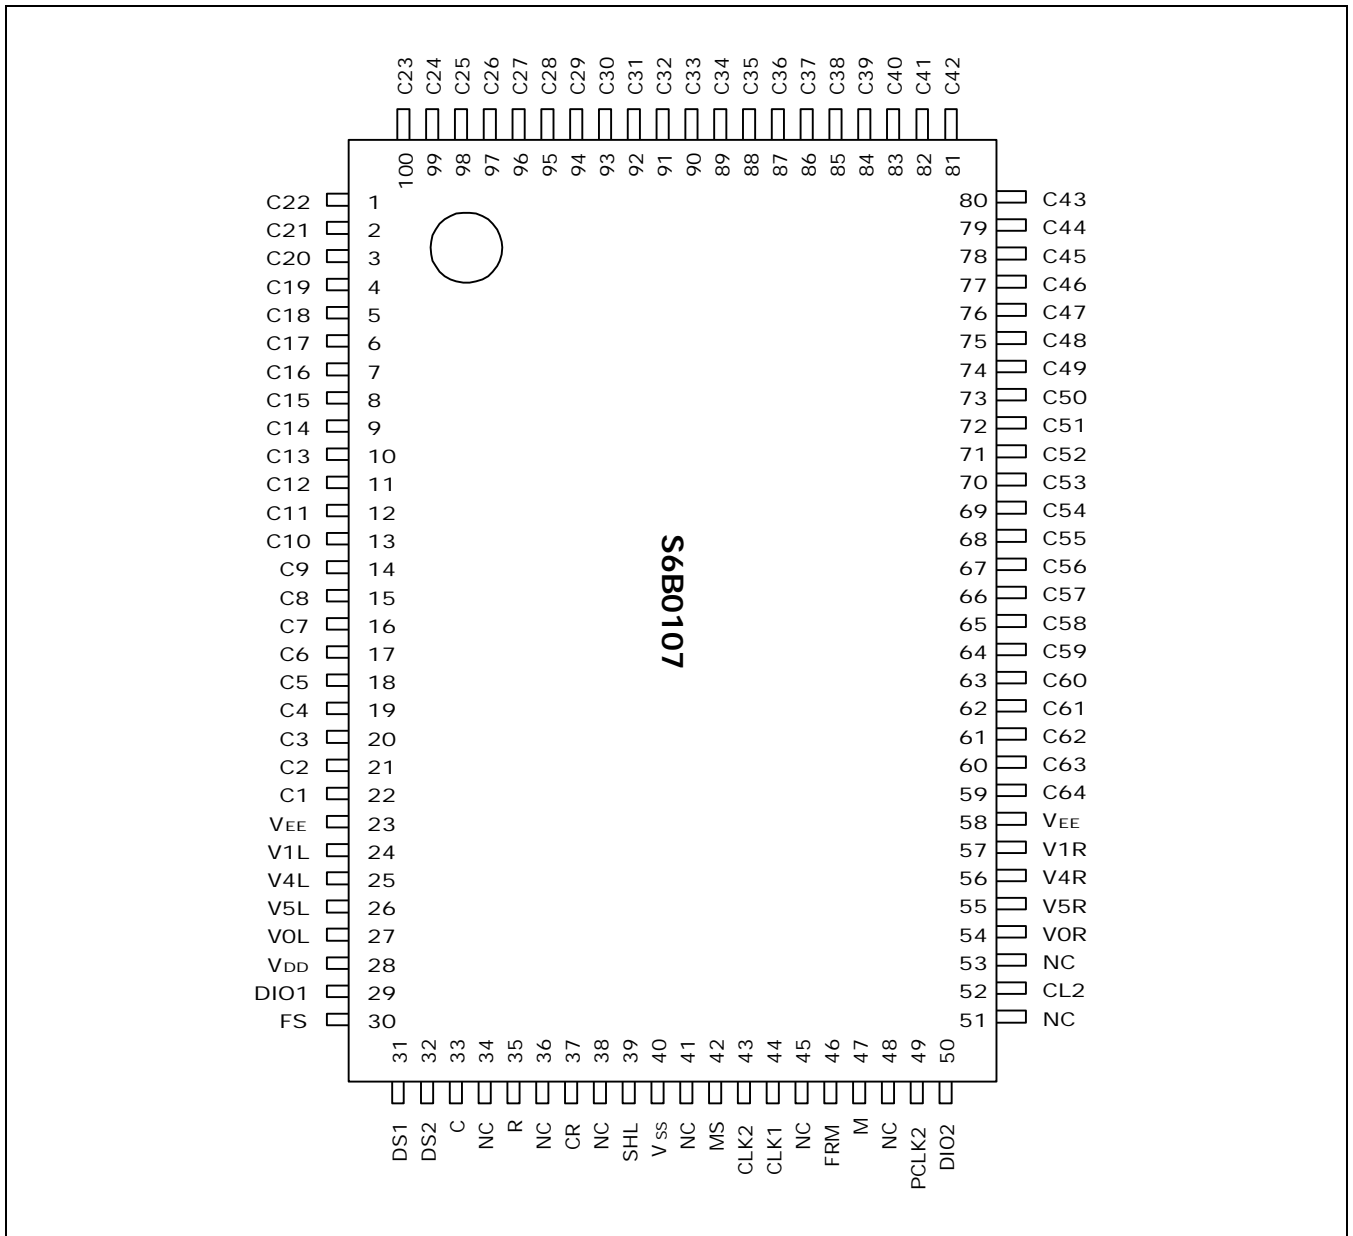 C23 C24 C25 C26 C27 C28 C29 C30 C31 C32 C33 C34 C35 C36 C37 C38 C39 C40 C41 C42
100 99 98 97 96 95 94 93 92 91 90 89 88 87 86 85 84 83 82 81
C22 1 80 C43
C21 2 79 C44
C20 3 78 C45
C19 4 77 C46
C18 5 76 C47
C17 6 75 C48
C16 7 74 C49
C15 8 73 C50
C14 9 72 C51
C13 10 71 C52
C12 11 70 C53
C11 12 69 C54
C10 13 68 C55
C9 14 67 C56
C8 15 66 C57
C7 16 65 C58
C6 17 64 C59
C5 18 63 C60
C4 19 62 C61
C3 20 61 C62
C2 21 60 C63
C1 22 59 C64
VEE 23 58 VEE
V1L 24 57 V1R
V4L 25 56 V4R
V5L 26 55 V5R
V0L 27 54 V0R
VDD 28 53 NC
DIO1 29 52 CL2
FS 30 51 NC
S6B0107
31 32 33 34 35 36 37 38 39 40 41 42 43 44 45 46 47 48 49 50
DS1 DS2 C NC R NC CR NC SHL VSS NC MS CLK2 CLK1 NC FRM M NC PCLK2 DIO2